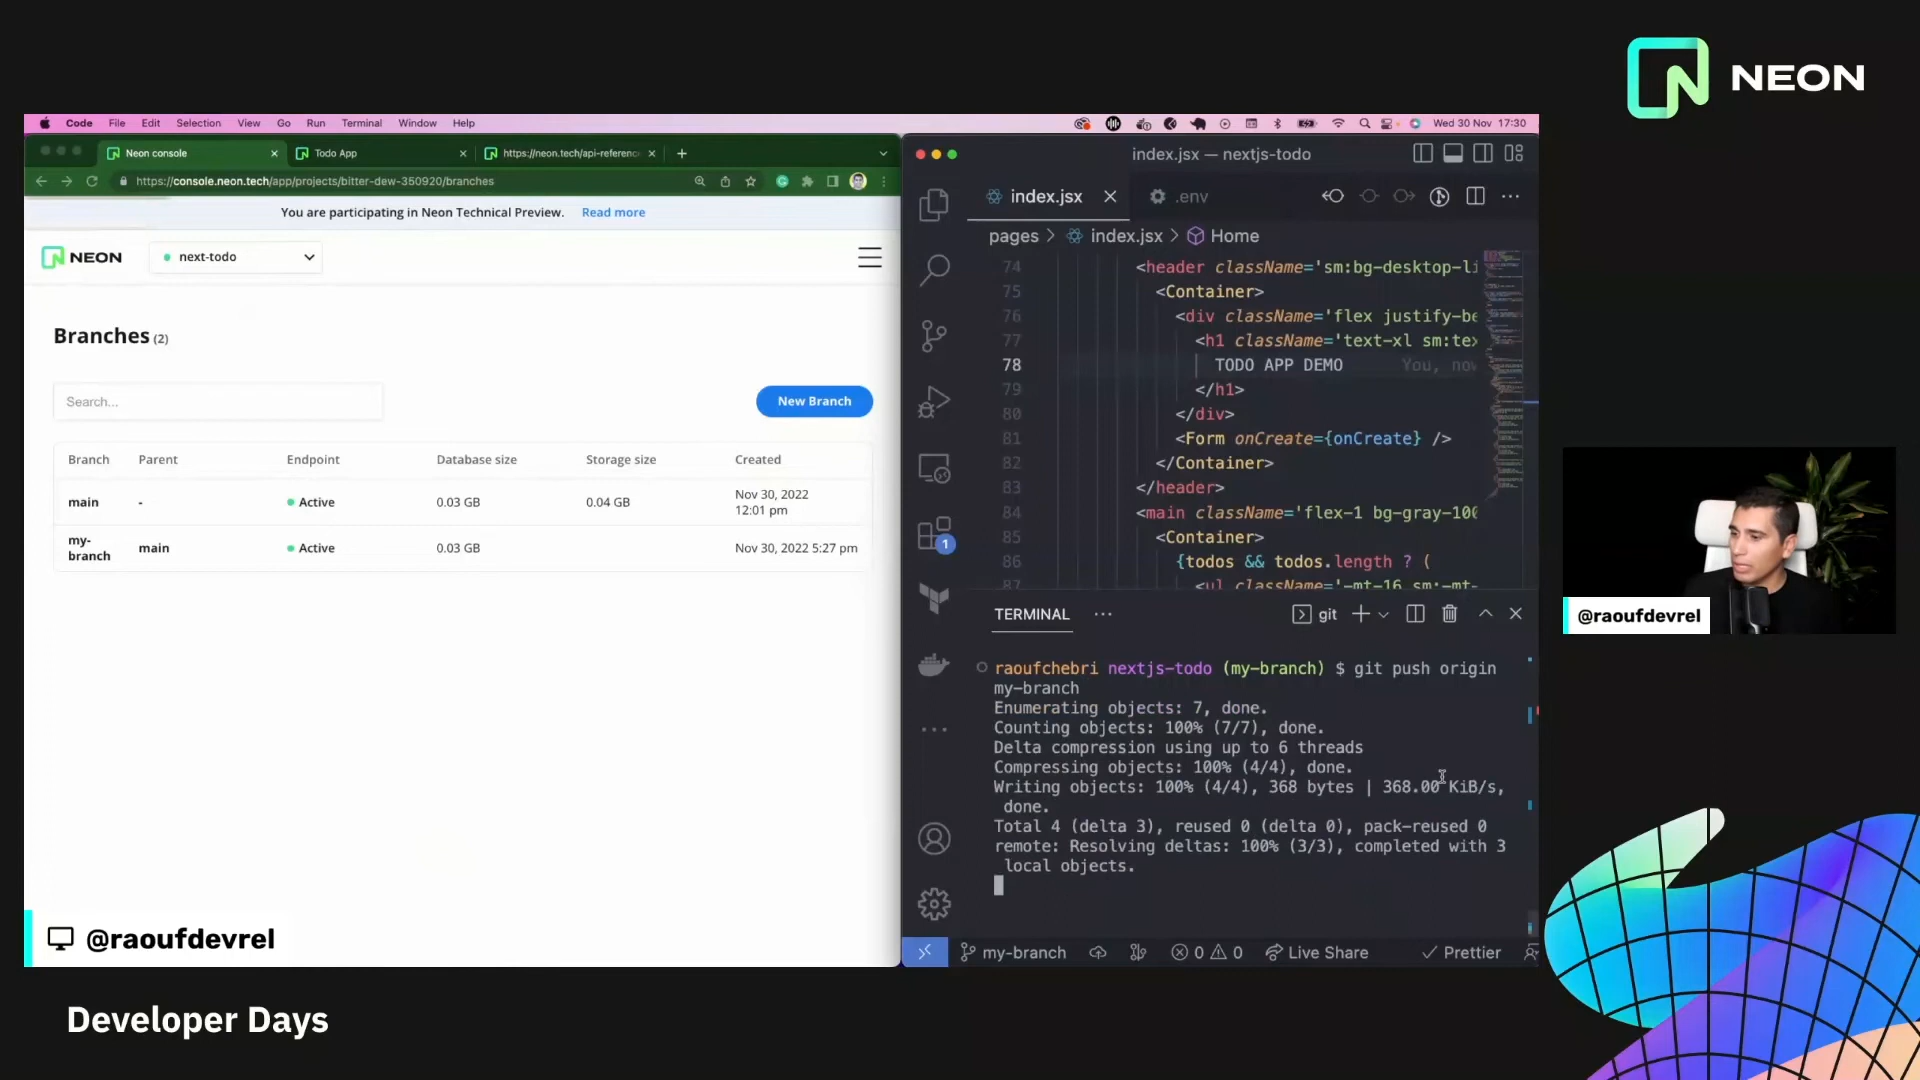 NEON
Code File Edit Selection View Go Run Terminal Window Help
Wed 30 Nov 17:30
Neon console
Todo App
https://neon.tech/api-referenc
https://console.neon.tech/app/projects/bitter-dew-350920/branches
You are participating in Neon Technical Preview. Read more
NEON
next-todo
Branches (2)
Search...
New Branch
Branch Parent Endpoint Database size Storage size Created
main - Active 0.03 GB 0.04 GB Nov 30, 2022
12:01 pm
my-
branch main Active 0.03 GB Nov 30, 2022 5:27 pm
@raoufdevrel
index.jsx — nextjs-todo
index.jsx
.env
pages > index.jsx > Home
74 <header className='sm:bg-desktop-li
75 <Container>
76 <div className='flex justify-be
77 <h1 className='text-xl sm:tex
78 TODO APP DEMO You, now
79 </h1>
80 </div>
81 <Form onCreate={onCreate} />
82 </Container>
83 </header>
84 <main className='flex-1 bg-gray-100
85 <Container>
86 {todos && todos.length ? (
87 <ul className='-mt-16 sm:-mt-
1
TERMINAL
git
raoufchebri nextjs-todo (my-branch) $ git push origin
my-branch
Enumerating objects: 7, done.
Counting objects: 100% (7/7), done.
Delta compression using up to 6 threads
Compressing objects: 100% (4/4), done.
Writing objects: 100% (4/4), 368 bytes | 368.00 KiB/s,
done.
Total 4 (delta 3), reused 0 (delta 0), pack-reused 0
remote: Resolving deltas: 100% (3/3), completed with 3
local objects.
my-branch 0 0 Live Share Prettier
@raoufdevrel
Developer Days